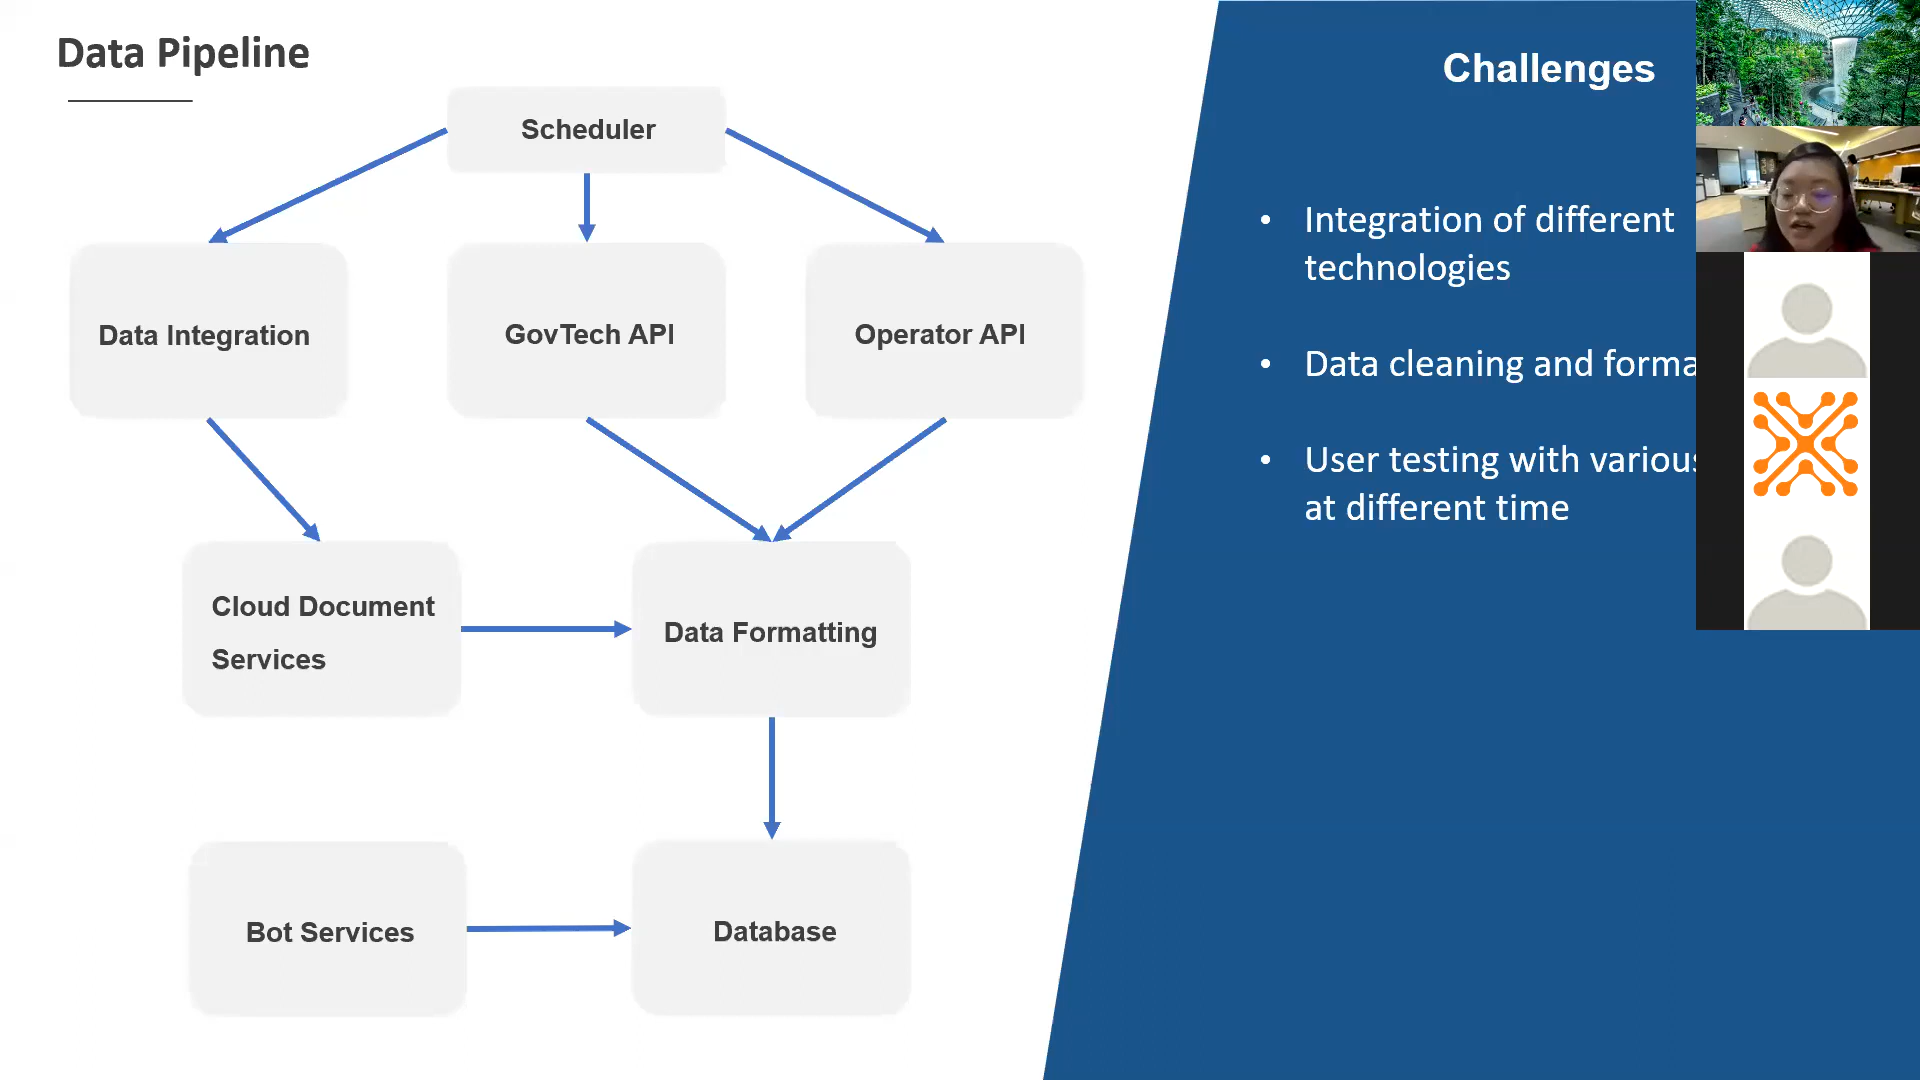 Data Pipeline
Scheduler
Data Integration
GovTech API
Operator API
Cloud Document
Services
Data Formatting
Bot Services
Database
Challenges
• Integration of different
technologies
• Data cleaning and forma
• User testing with various
at different time